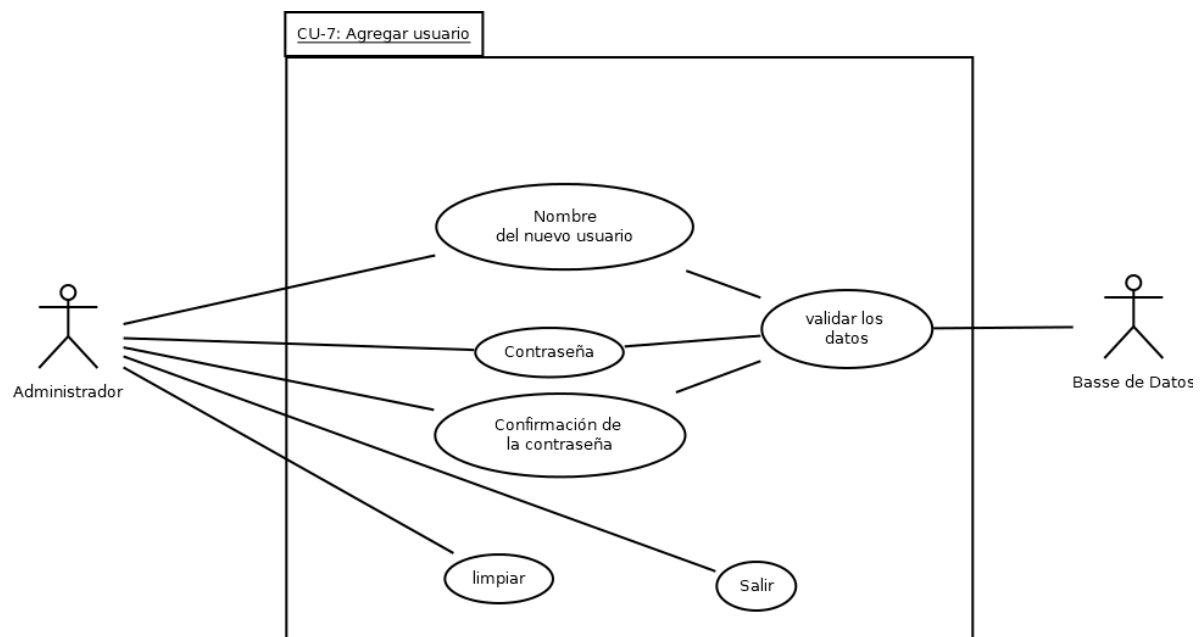 CU-7: Agregar usuario
Nombre
del nuevo usuario
validar los
datos
Contraseña
Administrador
Basse de Datos
Confirmación de
la contraseña
limpiar
Salir